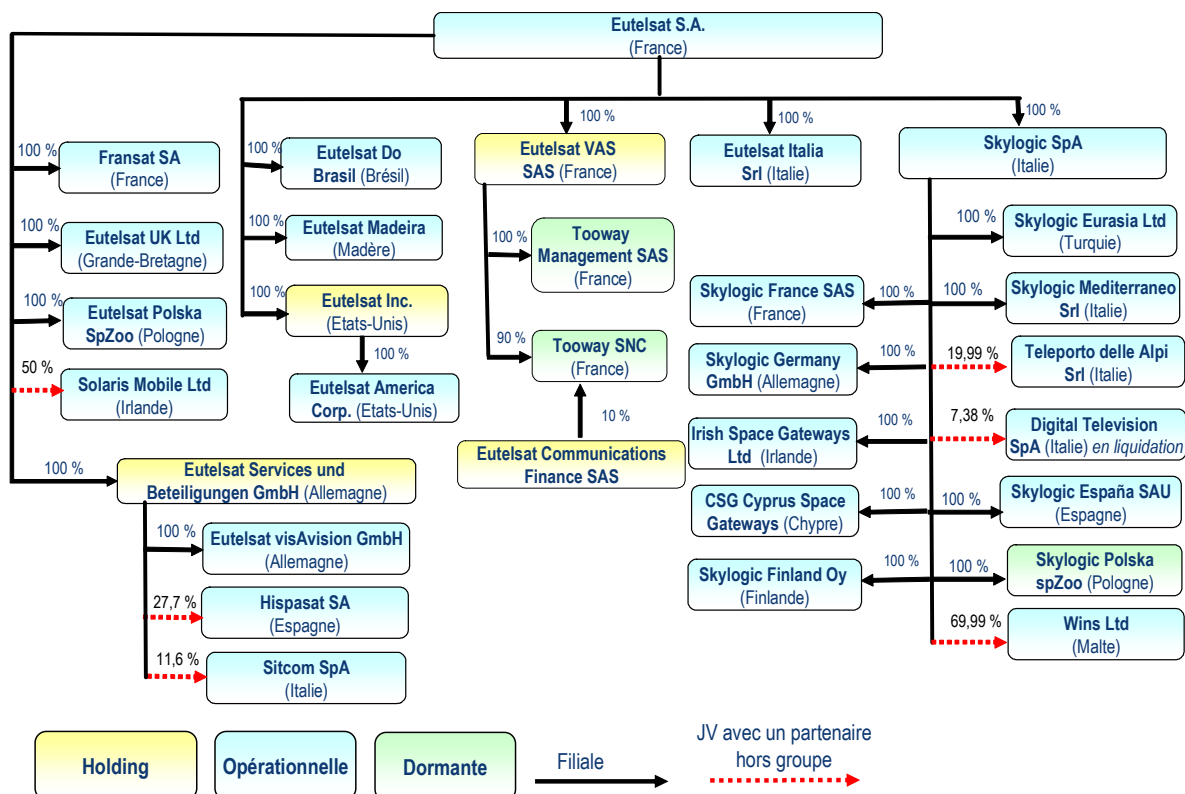 Eutelsat S.A.
(France)
100 %
Fransat SA
(France)
100 %
Eutelsat UK Ltd
(Grande-Bretagne)
100 %
Eutelsat Polska
SpZoo (Pologne)
50 %
Solaris Mobile Ltd
(Irlande)
100 %
Eutelsat Services und
Beteiligungen GmbH (Allemagne)
100 %
Eutelsat visAvision GmbH
(Allemagne)
27,7 %
Hispasat SA
(Espagne)
11,6 %
Sitcom SpA
(Italie)
100 %
Eutelsat Do
Brasil (Brésil)
100 %
Eutelsat Madeira
(Madère)
100 %
Eutelsat Inc.
(Etats-Unis)
100 %
Eutelsat America
Corp. (Etats-Unis)
100 %
Eutelsat VAS
SAS (France)
100 %
Tooway
Management SAS
(France)
90 %
Tooway SNC
(France)
10 %
Eutelsat Communications
Finance SAS
100 %
Eutelsat Italia
Srl (Italie)
100 %
Skylogic SpA
(Italie)
100 %
Skylogic Eurasia Ltd
(Turquie)
100 %
Skylogic France SAS
(France)
100 %
Skylogic Mediterraneo
Srl (Italie)
100 %
Skylogic Germany
GmbH (Allemagne)
19,99 %
Teleporto delle Alpi
Srl (Italie)
100 %
Irish Space Gateways
Ltd (Irlande)
7,38 %
Digital Television
SpA (Italie) en liquidation
100 %
CSG Cyprus Space
Gateways (Chypre)
100 %
Skylogic España SAU
(Espagne)
100 %
Skylogic Finland Oy
(Finlande)
100 %
Skylogic Polska
spZoo (Pologne)
69,99 %
Wins Ltd
(Malte)
Holding
Opérationnelle
Dormante
Filiale
JV avec un partenaire
hors groupe